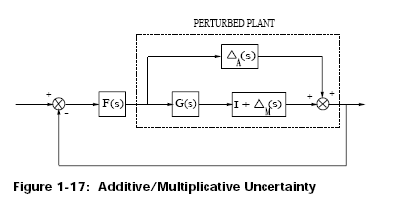 PERTURBED PLANT
Δ_A(s)
+
-
F(s)
G(s)
I + Δ_M(s)
+
+
Figure 1-17: Additive/Multiplicative Uncertainty